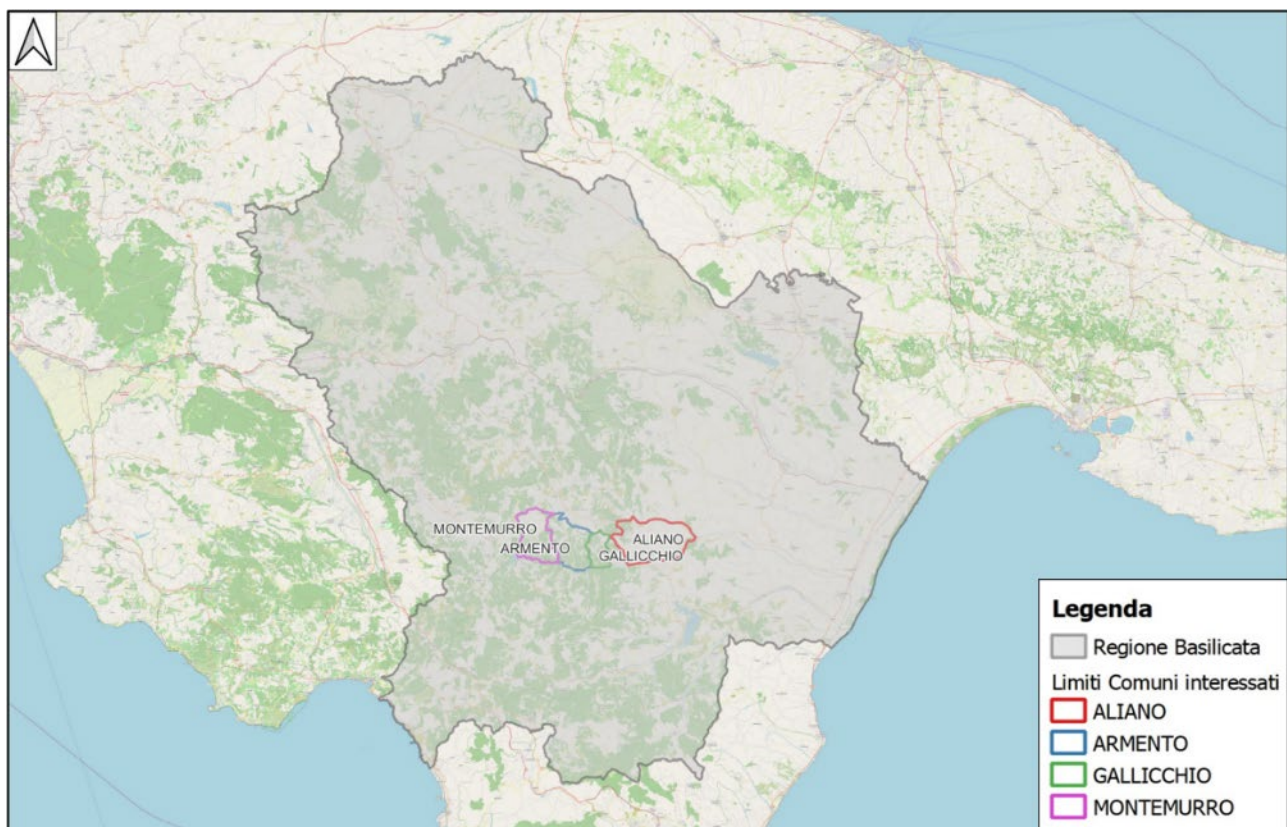 MONTEMURRO
ARMENTO
ALIANO
GALLICCHIO
Legenda
Regione Basilicata
Limiti Comuni interessati
ALIANO
ARMENTO
GALLICCHIO
MONTEMURRO